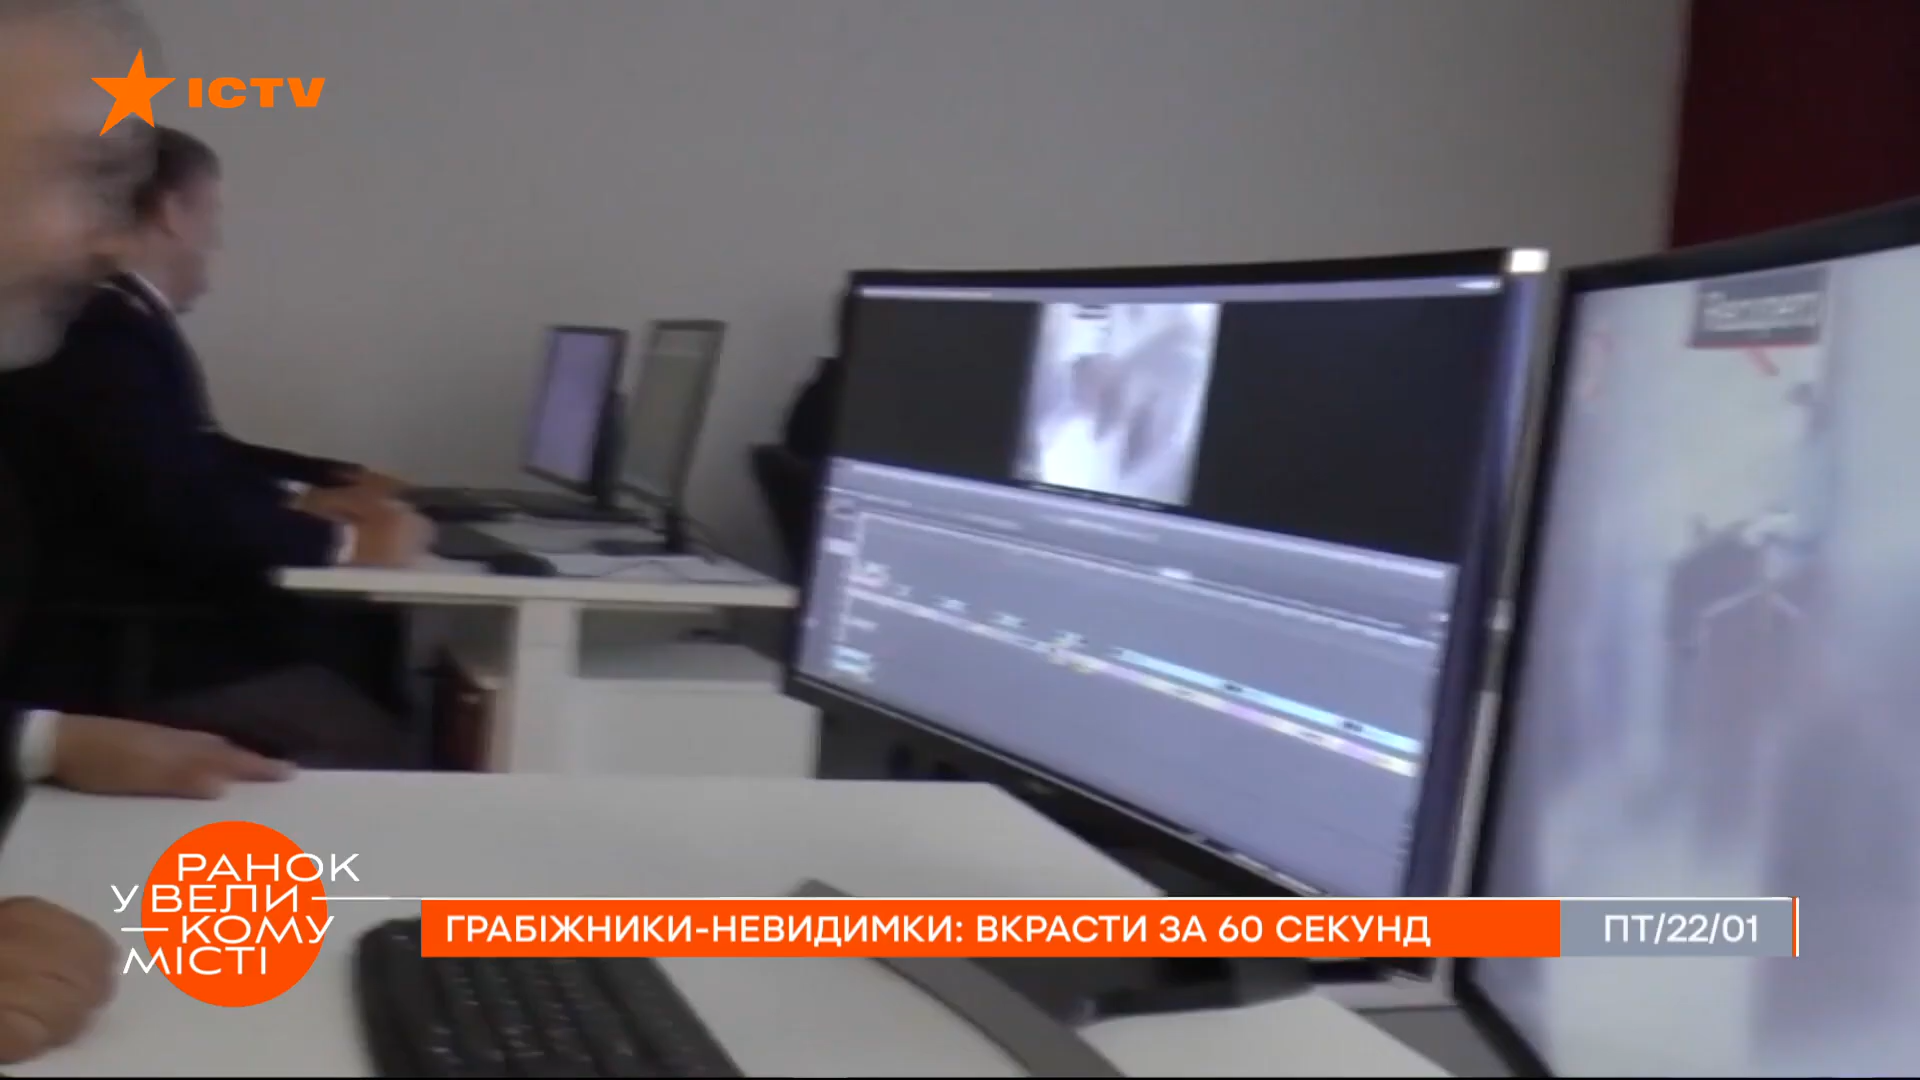 ICTV
РАНОК
У ВЕЛИ—
—КОМУ
МІСТІ
ГРАБІЖНИКИ-НЕВИДИМКИ: ВКРАСТИ ЗА 60 СЕКУНД
ПТ/22/01